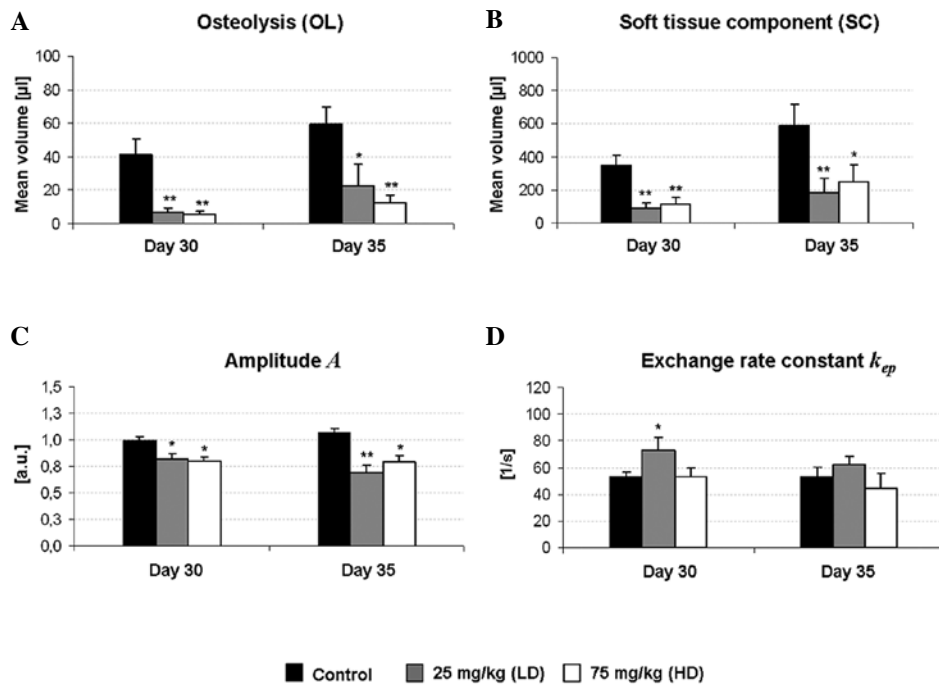 A
Osteolysis (OL)
Mean volume [µl]
100
80
60
40
20
0
** **
* **
Day 30 Day 35
B
Soft tissue component (SC)
Mean volume [µl]
1000
800
600
400
200
0
** **
** *
Day 30 Day 35
C
Amplitude A
[a.u.]
1,5
1,3
1,0
0,8
0,5
0,3
0,0
* *
** *
Day 30 Day 35
D
Exchange rate constant kep
[1/s]
120
100
80
60
40
20
0
*
Day 30 Day 35
Control 25 mg/kg (LD) 75 mg/kg (HD)